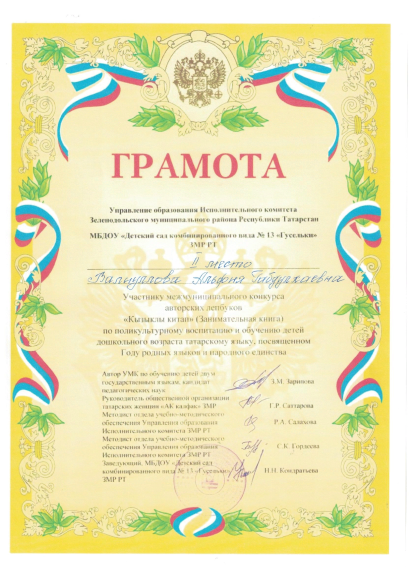 ГРАМОТА
Управление образования Исполнительного комитета
Зеленодольского муниципального района Республики Татарстан
МБДОУ «Детский сад комбинированного вида № 13 «Гусельки»
ЗМР РТ
II место
Альфия
Участнику межмуниципального конкурса
авторских лепбуков
«Кызыклы китап» (Занимательная книга)
по поликультурному воспитанию и обучению детей
дошкольного возраста татарскому языку, посвященном
Году родных языков и народного единства
Автор УМК по обучению детей двум
государственным языкам, кандидат
педагогических наук З.М. Зарипова
Руководитель общественной организации
татарских женщин «Ак калфак» ЗМР Г.Р. Саттарова
Методист отдела учебно-методического
обеспечения Управления образования Р.А. Салахова
Исполнительного комитета ЗМР РТ
Методист отдела учебно-методического
обеспечения Управления образования С.К. Гордеева
Исполнительного комитета ЗМР РТ
Заведующий МБДОУ «Детский сад
комбинированного вида № 13 «Гусельки» Н.Н. Кондратьева
ЗМР РТ